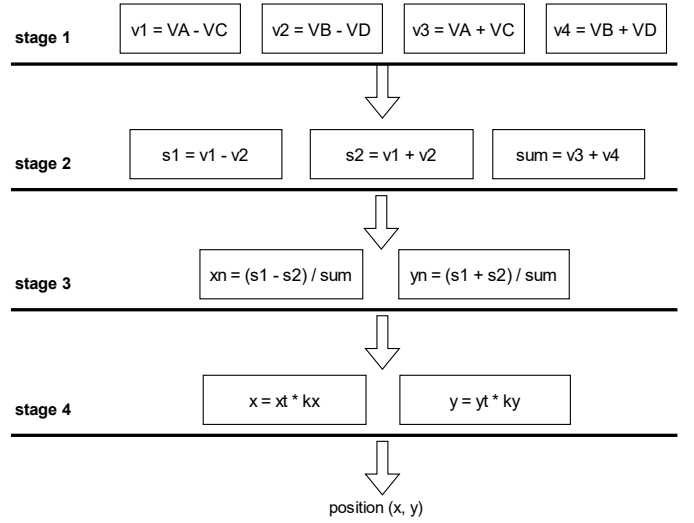 stage 1
v1 = VA - VC
v2 = VB - VD
v3 = VA + VC
v4 = VB + VD
stage 2
s1 = v1 - v2
s2 = v1 + v2
sum = v3 + v4
stage 3
xn = (s1 - s2) / sum
yn = (s1 + s2) / sum
stage 4
x = xt * kx
y = yt * ky
position (x, y)